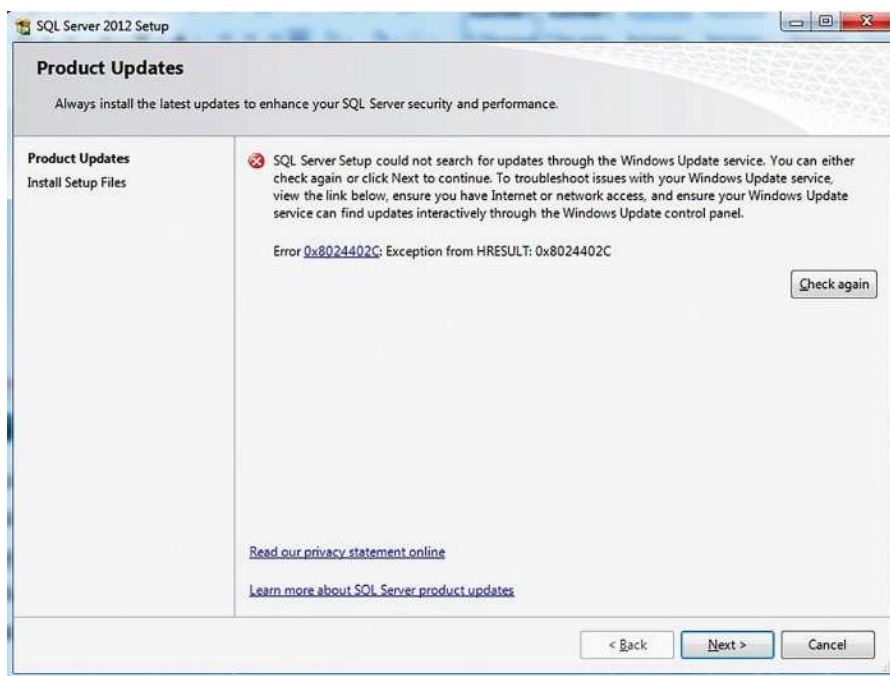 SQL Server 2012 Setup
Product Updates
Always install the latest updates to enhance your SQL Server security and performance.
Product Updates
Install Setup Files
SQL Server Setup could not search for updates through the Windows Update service. You can either
check again or click Next to continue. To troubleshoot issues with your Windows Update service,
view the link below, ensure you have Internet or network access, and ensure your Windows Update
service can find updates interactively through the Windows Update control panel.
Error 0x8024402C: Exception from HRESULT: 0x8024402C
Check again
Read our privacy statement online
Learn more about SQL Server product updates
< Back
Next >
Cancel